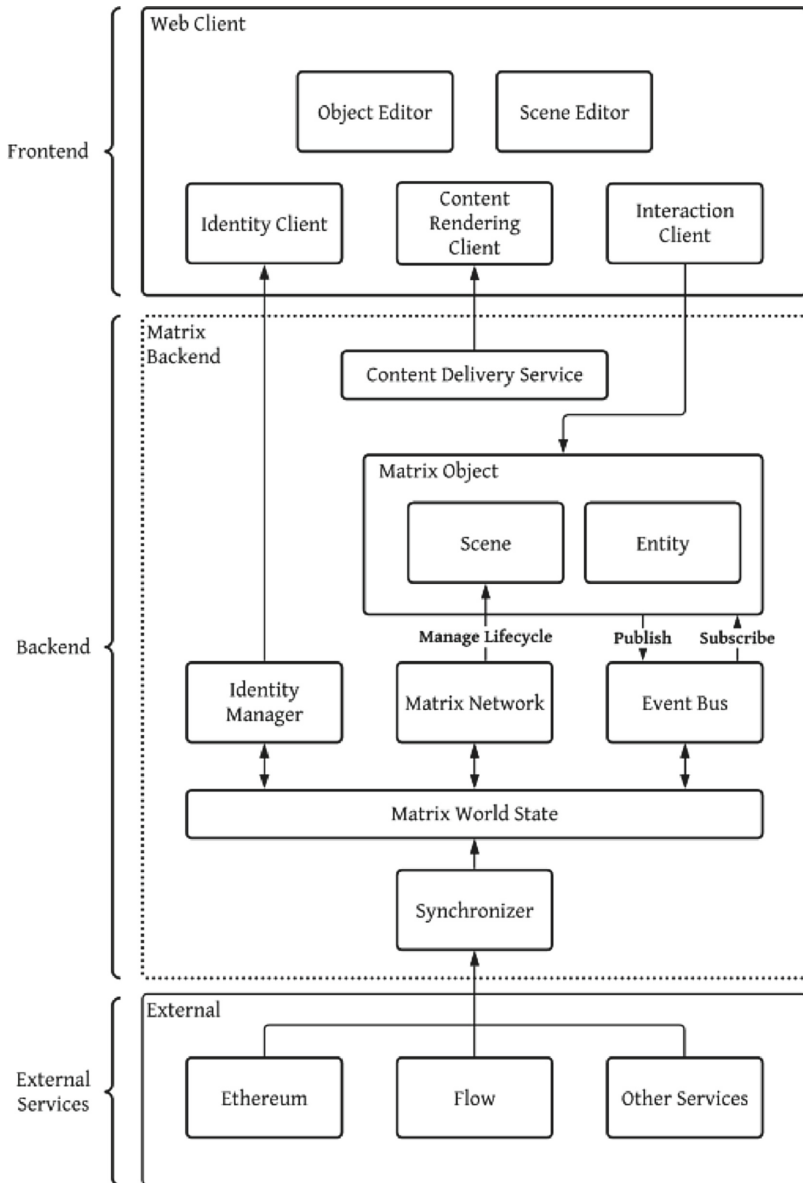 Web Client
Object Editor
Scene Editor
Frontend
Identity Client
Content
Rendering
Client
Interaction
Client
Matrix
Backend
Content Delivery Service
Matrix Object
Scene
Entity
Manage Lifecycle
Publish
Subscribe
Backend
Identity
Manager
Matrix Network
Event Bus
Matrix World State
Synchronizer
External
External
Services
Ethereum
Flow
Other Services